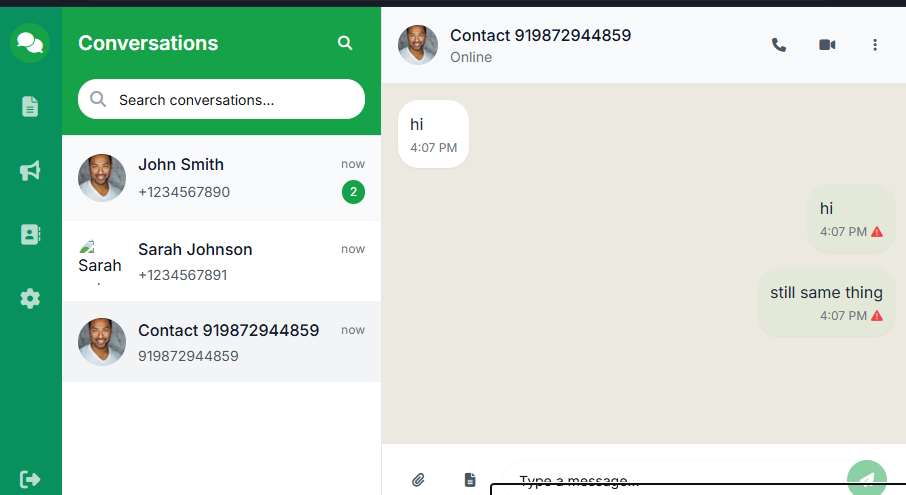 Conversations
Search conversations...
John Smith
now
+1234567890
2
Sarah Johnson
now
Sarah
+1234567891
Contact 919872944859
now
919872944859
Contact 919872944859
Online
hi
4:07 PM
hi
4:07 PM
still same thing
4:07 PM
Type a message...